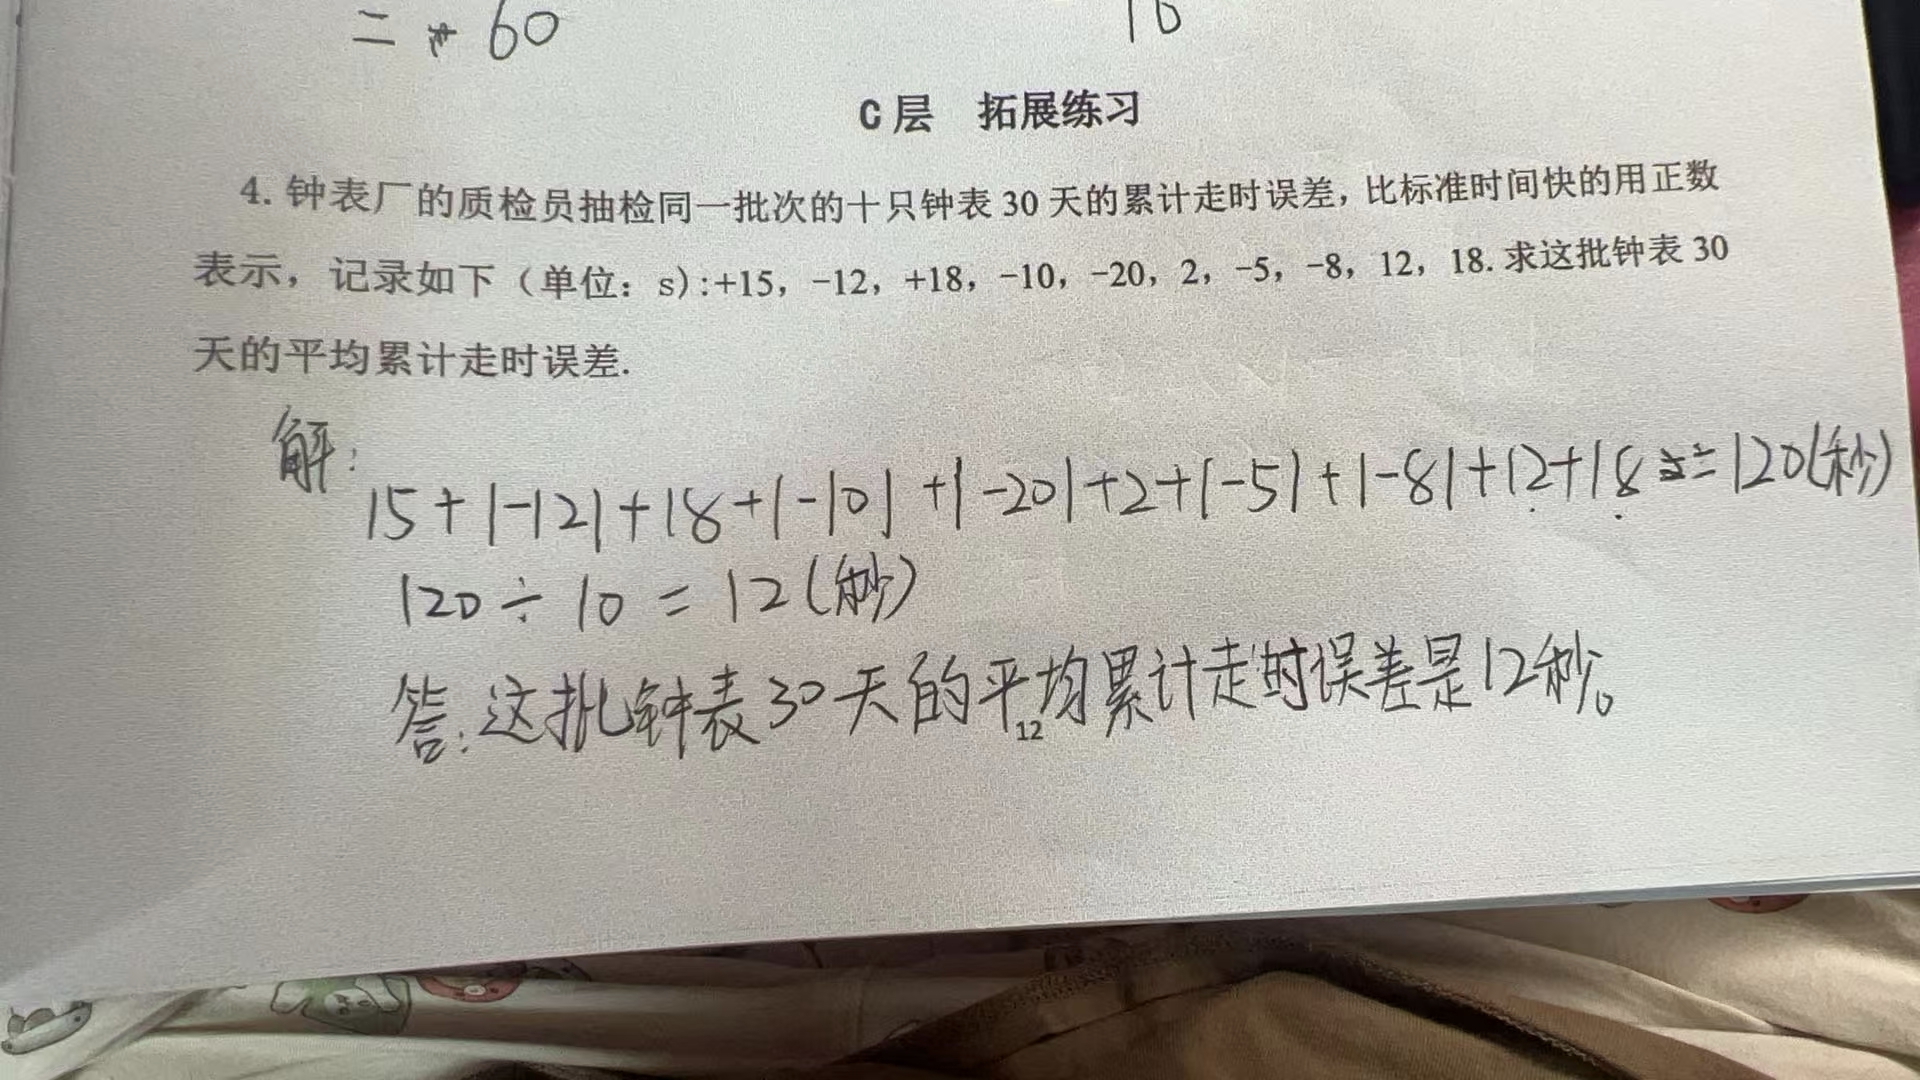 = -60
10
C层 拓展练习
4. 钟表厂的质检员抽检同一批次的十只钟表 30 天的累计走时误差，比标准时间快的用正数
表示，记录如下（单位：s）:+15，-12，+18，-10，-20，2，-5，-8，12，18. 求这批钟表 30
天的平均累计走时误差.
解：
15+|-12|+18+|-10|+|-20|+2+|-5|+|-8|+12+18=120(秒)
120÷10=12(秒)
答：这批钟表30天的平均累计走时误差是12秒。
12